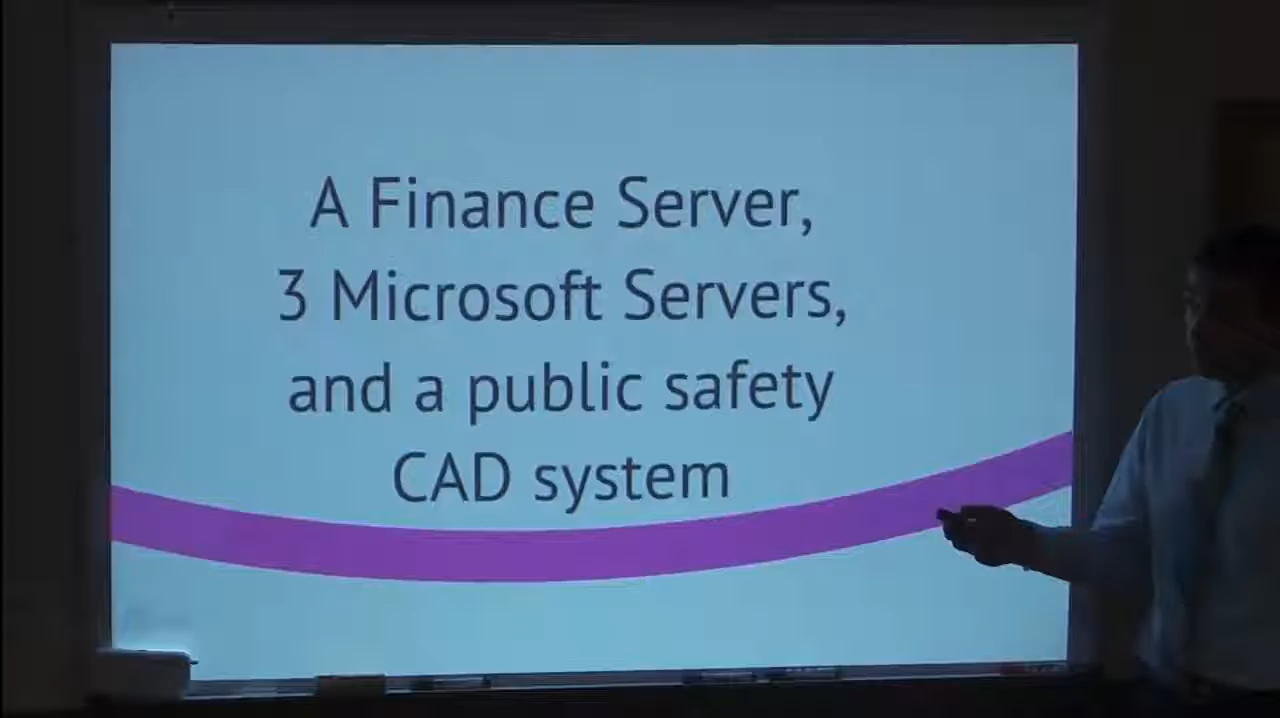 A Finance Server,
3 Microsoft Servers,
and a public safety
CAD system